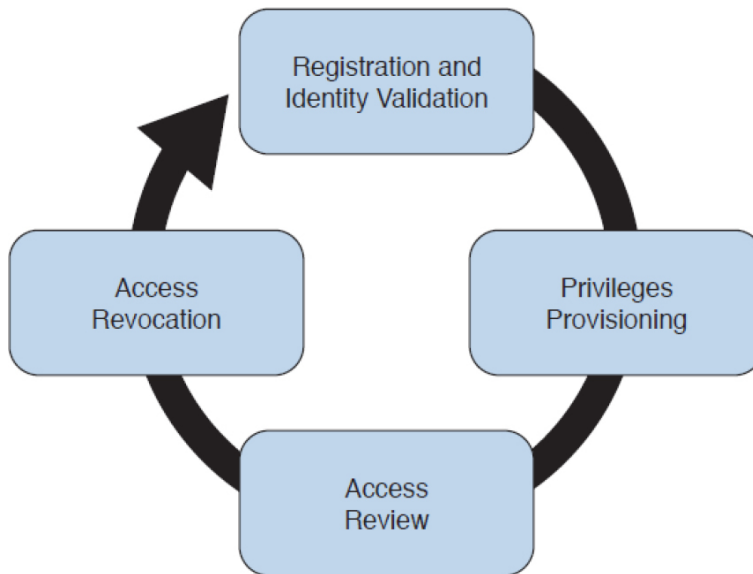 Registration and
Identity Validation
Privileges
Provisioning
Access
Review
Access
Revocation